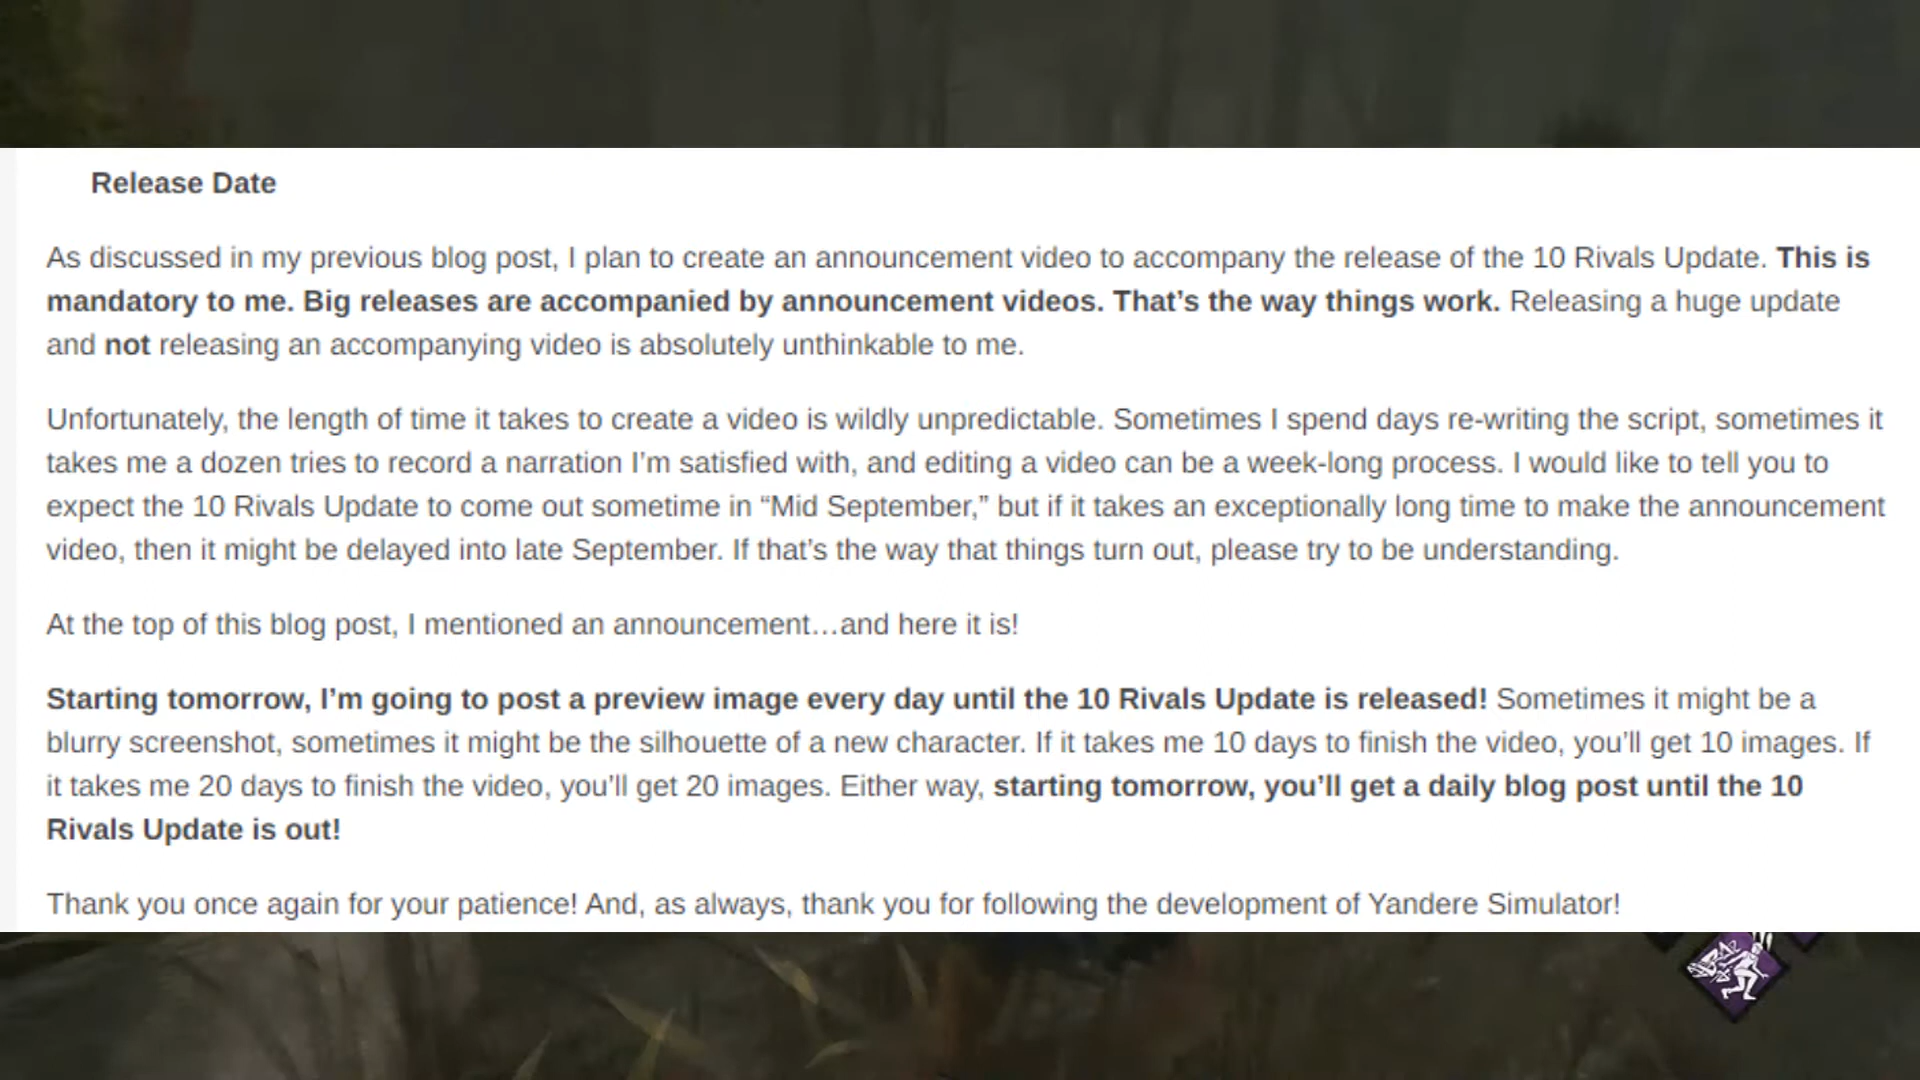 Release Date
As discussed in my previous blog post, I plan to create an announcement video to accompany the release of the 10 Rivals Update. This is
mandatory to me. Big releases are accompanied by announcement videos. That’s the way things work. Releasing a huge update
and not releasing an accompanying video is absolutely unthinkable to me.
Unfortunately, the length of time it takes to create a video is wildly unpredictable. Sometimes I spend days re-writing the script, sometimes it
takes me a dozen tries to record a narration I’m satisfied with, and editing a video can be a week-long process. I would like to tell you to
expect the 10 Rivals Update to come out sometime in “Mid September,” but if it takes an exceptionally long time to make the announcement
video, then it might be delayed into late September. If that’s the way that things turn out, please try to be understanding.
At the top of this blog post, I mentioned an announcement…and here it is!
Starting tomorrow, I’m going to post a preview image every day until the 10 Rivals Update is released! Sometimes it might be a
blurry screenshot, sometimes it might be the silhouette of a new character. If it takes me 10 days to finish the video, you’ll get 10 images. If
it takes me 20 days to finish the video, you’ll get 20 images. Either way, starting tomorrow, you’ll get a daily blog post until the 10
Rivals Update is out!
Thank you once again for your patience! And, as always, thank you for following the development of Yandere Simulator!